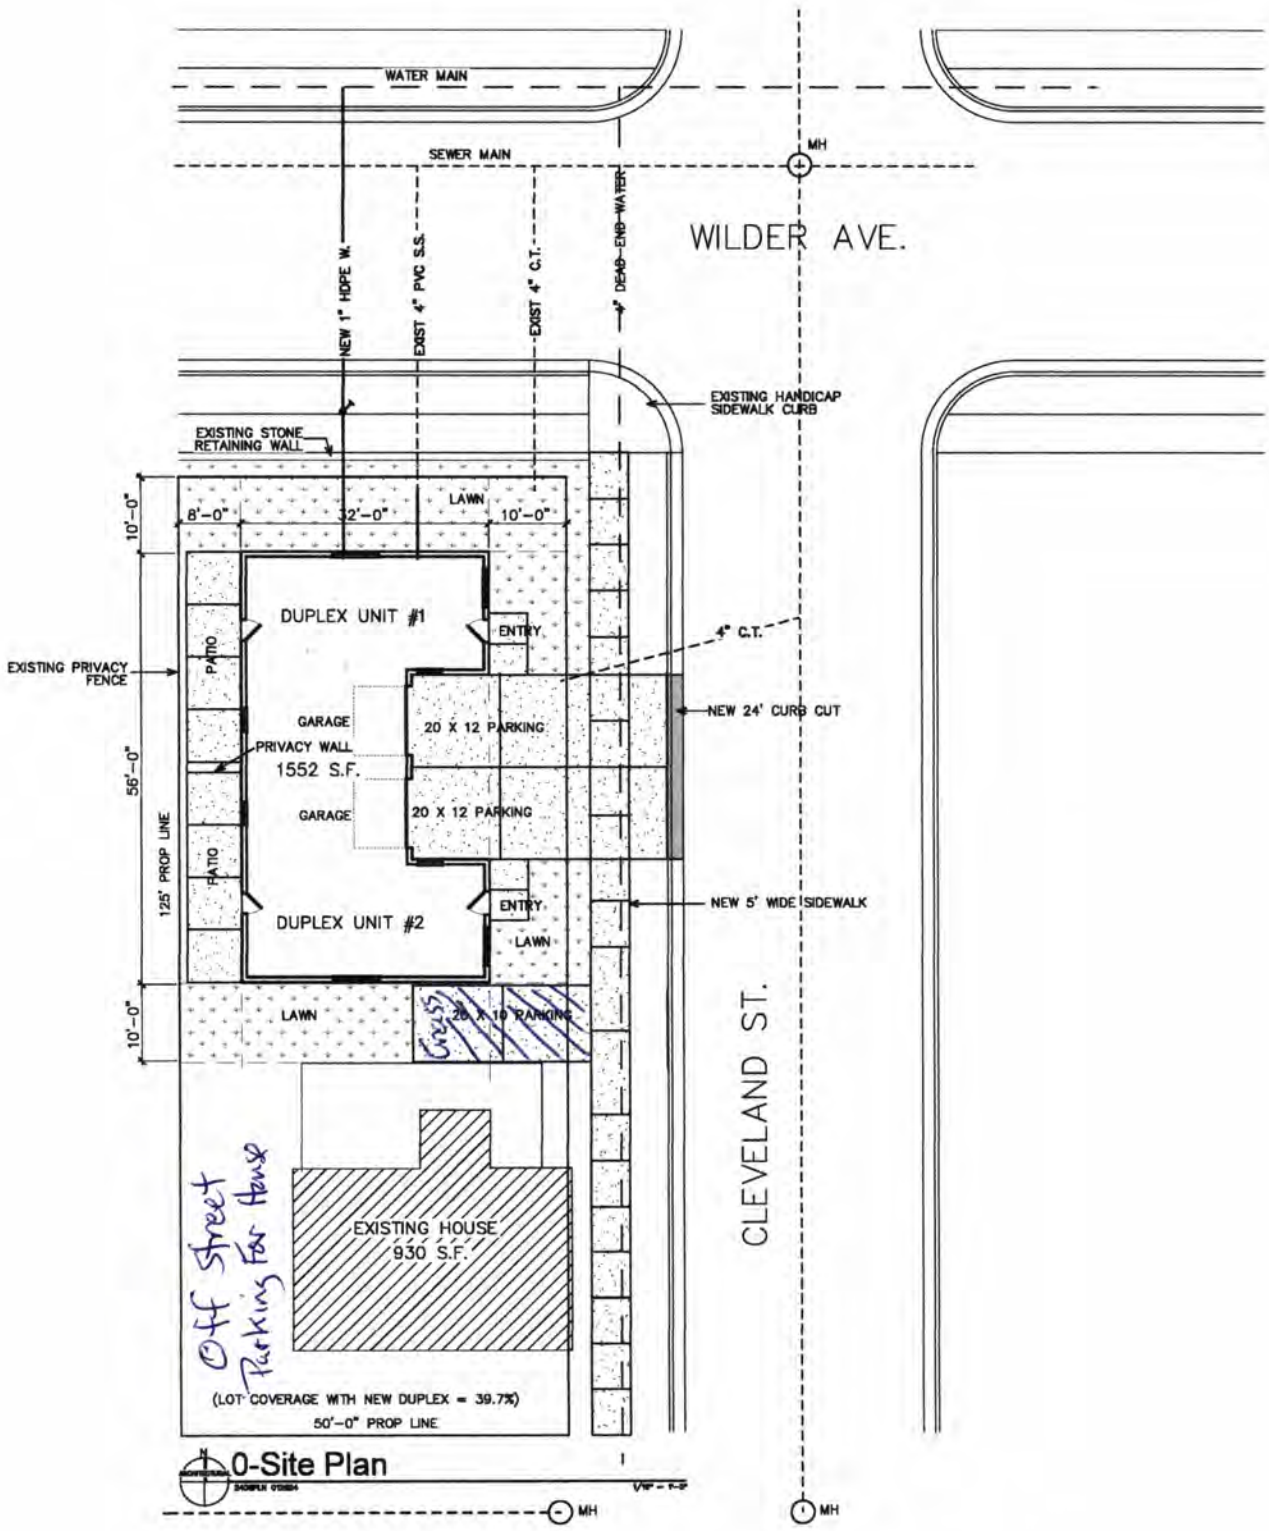 WATER MAIN
SEWER MAIN
MH
WILDER AVE.
NEW 1" HDPE W.
EXIST 4" PVC S.S.
EXIST 4" C.T.
4" DEAD-END WATER
EXISTING HANDICAP
SIDEWALK CURB
EXISTING STONE
RETAINING WALL
LAWN
10'-0"
8'-0"
32'-0"
10'-0"
DUPLEX UNIT #1
ENTRY
4" C.T.
PATIO
EXISTING PRIVACY
FENCE
GARAGE
20 X 12 PARKING
NEW 24' CURB CUT
PRIVACY WALL
1552 S.F.
56'-0"
GARAGE
20 X 12 PARKING
125' PROP LINE
PATIO
ENTRY
NEW 5' WIDE SIDEWALK
DUPLEX UNIT #2
LAWN
10'-0"
LAWN
Grass
X 10 PARKING
CLEVELAND ST.
Off Street
Parking For House
EXISTING HOUSE
930 S.F.
(LOT COVERAGE WITH NEW DUPLEX = 39.7%)
50'-0" PROP LINE
N
0-Site Plan
MH
MH